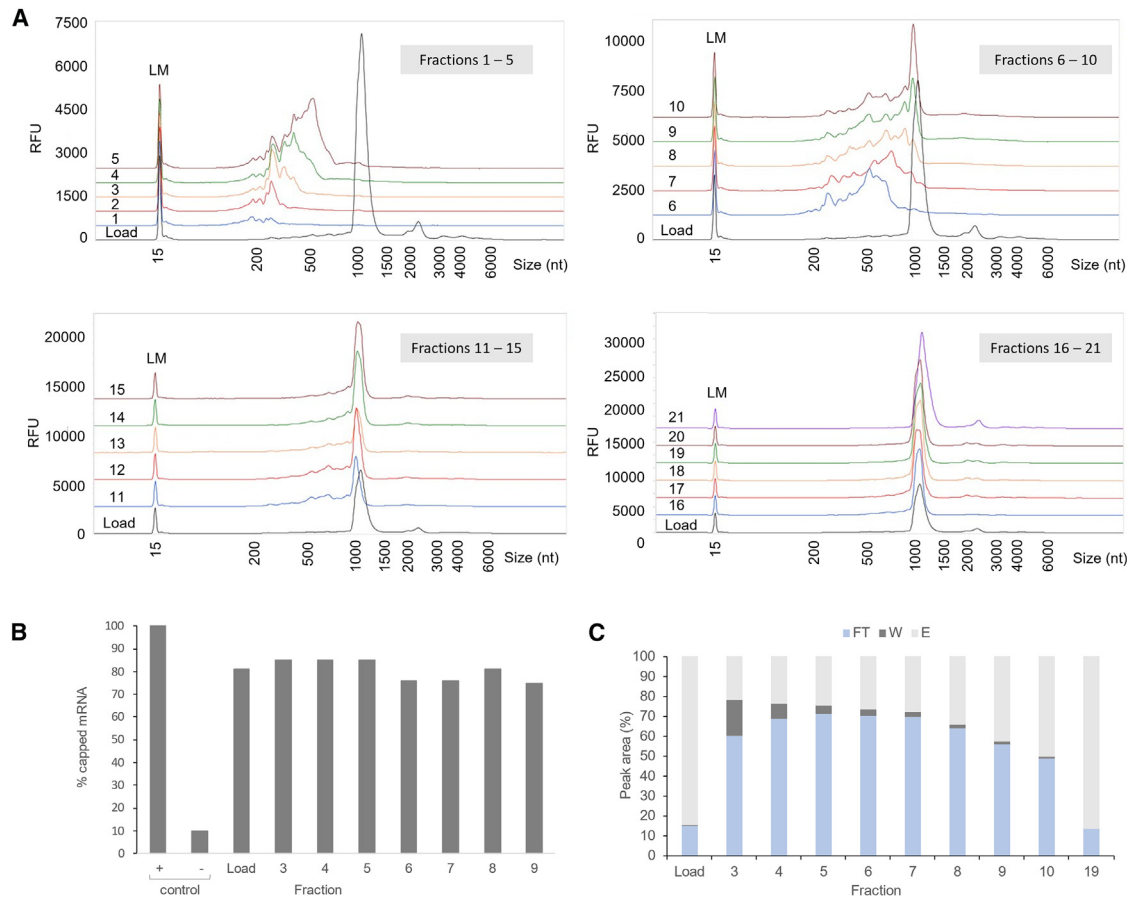 A
7500
6000
4500
3000
1500
0
RFU
LM
Fractions 1 – 5
5
4
3
2
1
Load
15 200 500 1000 1500 2000 3000 4000 6000 Size (nt)
10000
7500
5000
2500
0
RFU
LM
Fractions 6 – 10
10
9
8
7
6
Load
15 200 500 1000 1500 2000 3000 4000 6000 Size (nt)
20000
15000
10000
5000
0
RFU
LM
Fractions 11 – 15
15
14
13
12
11
Load
15 200 500 1000 1500 2000 3000 4000 6000 Size (nt)
30000
25000
20000
15000
10000
5000
0
RFU
LM
Fractions 16 – 21
21
20
19
18
17
16
Load
15 200 500 1000 1500 2000 3000 4000 6000 Size (nt)
B
% capped mRNA
100
90
80
70
60
50
40
30
20
10
0
+ - Load 3 4 5 6 7 8 9
control Fraction
C
FT W E
Peak area (%)
100
90
80
70
60
50
40
30
20
10
0
Load 3 4 5 6 7 8 9 10 19
Fraction